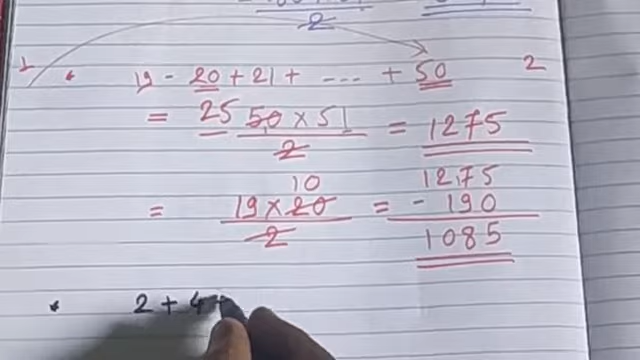 2
1 * 19 - 20 + 21 + ---- + 50 2
= 25 50 × 51 / 2 = 1275
10 12,75
= 19 × 20 / 2 = - 190
1085
* 2 + 4 +